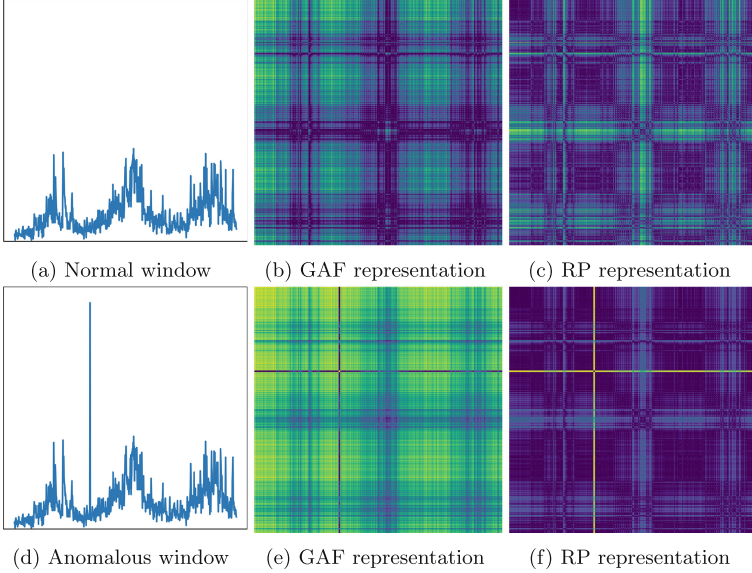 (a) Normal window
(b) GAF representation
(c) RP representation
(d) Anomalous window
(e) GAF representation
(f) RP representation